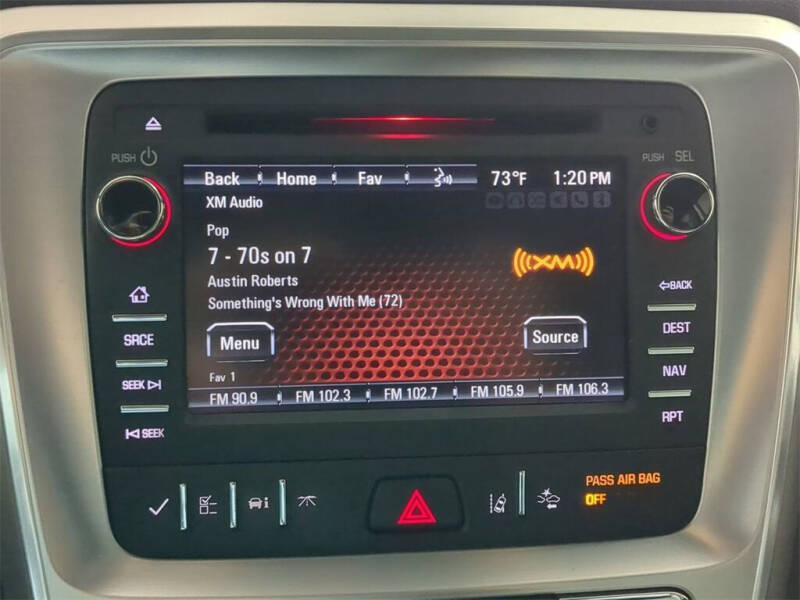 PUSH
PUSH SEL
Back Home Fav 73°F 1:20 PM
XM Audio
Pop
7 - 70s on 7
((XM))
Austin Roberts
Something's Wrong With Me (72)
Menu
Source
Fav 1
FM 90.9 FM 102.3 FM 102.7 FM 105.9 FM 106.3
SRCE
SEEK
SEEK
BACK
DEST
NAV
RPT
i
PASS AIR BAG
OFF